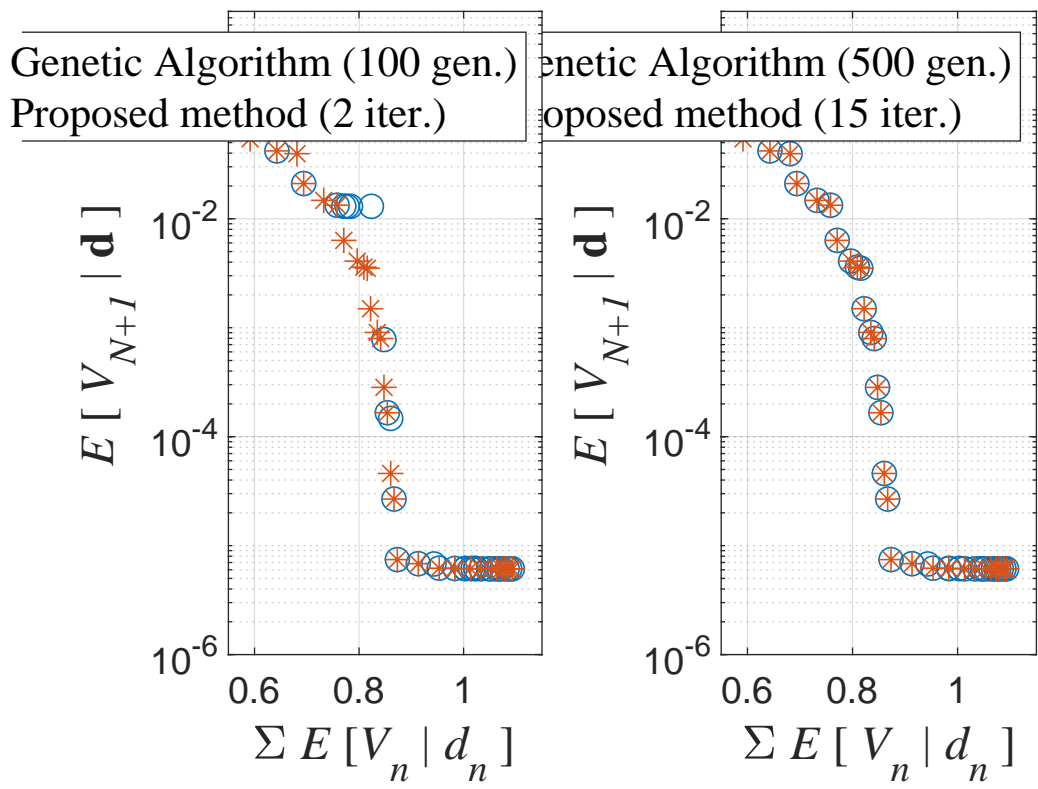 Genetic Algorithm (100 gen.)
Proposed method (2 iter.)
enetic Algorithm (500 gen.)
oposed method (15 iter.)
10^-2
10^-4
10^-6
E [ V_{N+1} | d ]
0.6 0.8 1
Σ E [V_n | d_n ]
10^-2
10^-4
10^-6
E [ V_{N+1} | d ]
0.6 0.8 1
Σ E [ V_n | d_n ]